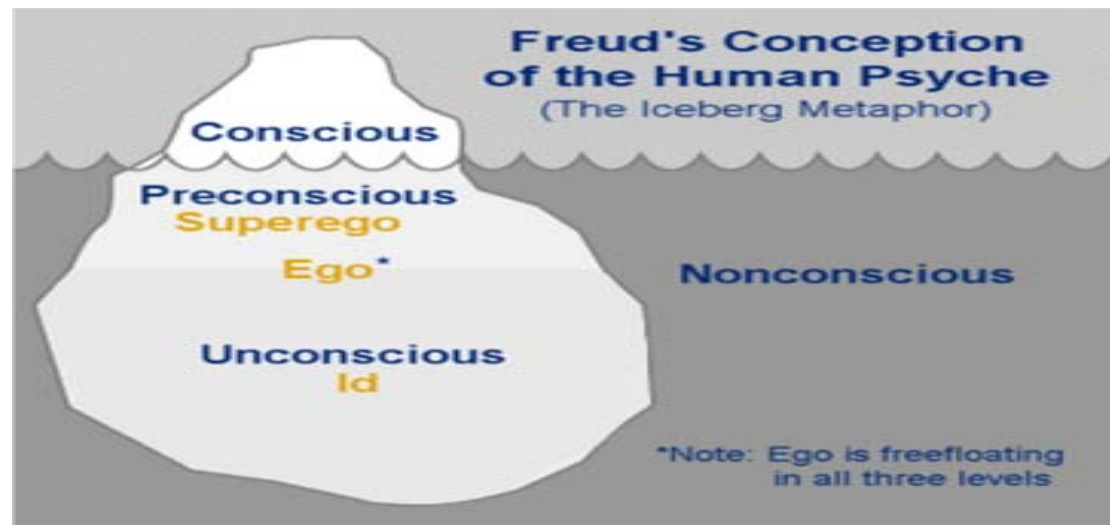 Freud's Conception
of the Human Psyche
(The Iceberg Metaphor)
Conscious
Preconscious
Superego
Ego*
Nonconscious
Unconscious
Id
*Note: Ego is freefloating
in all three levels